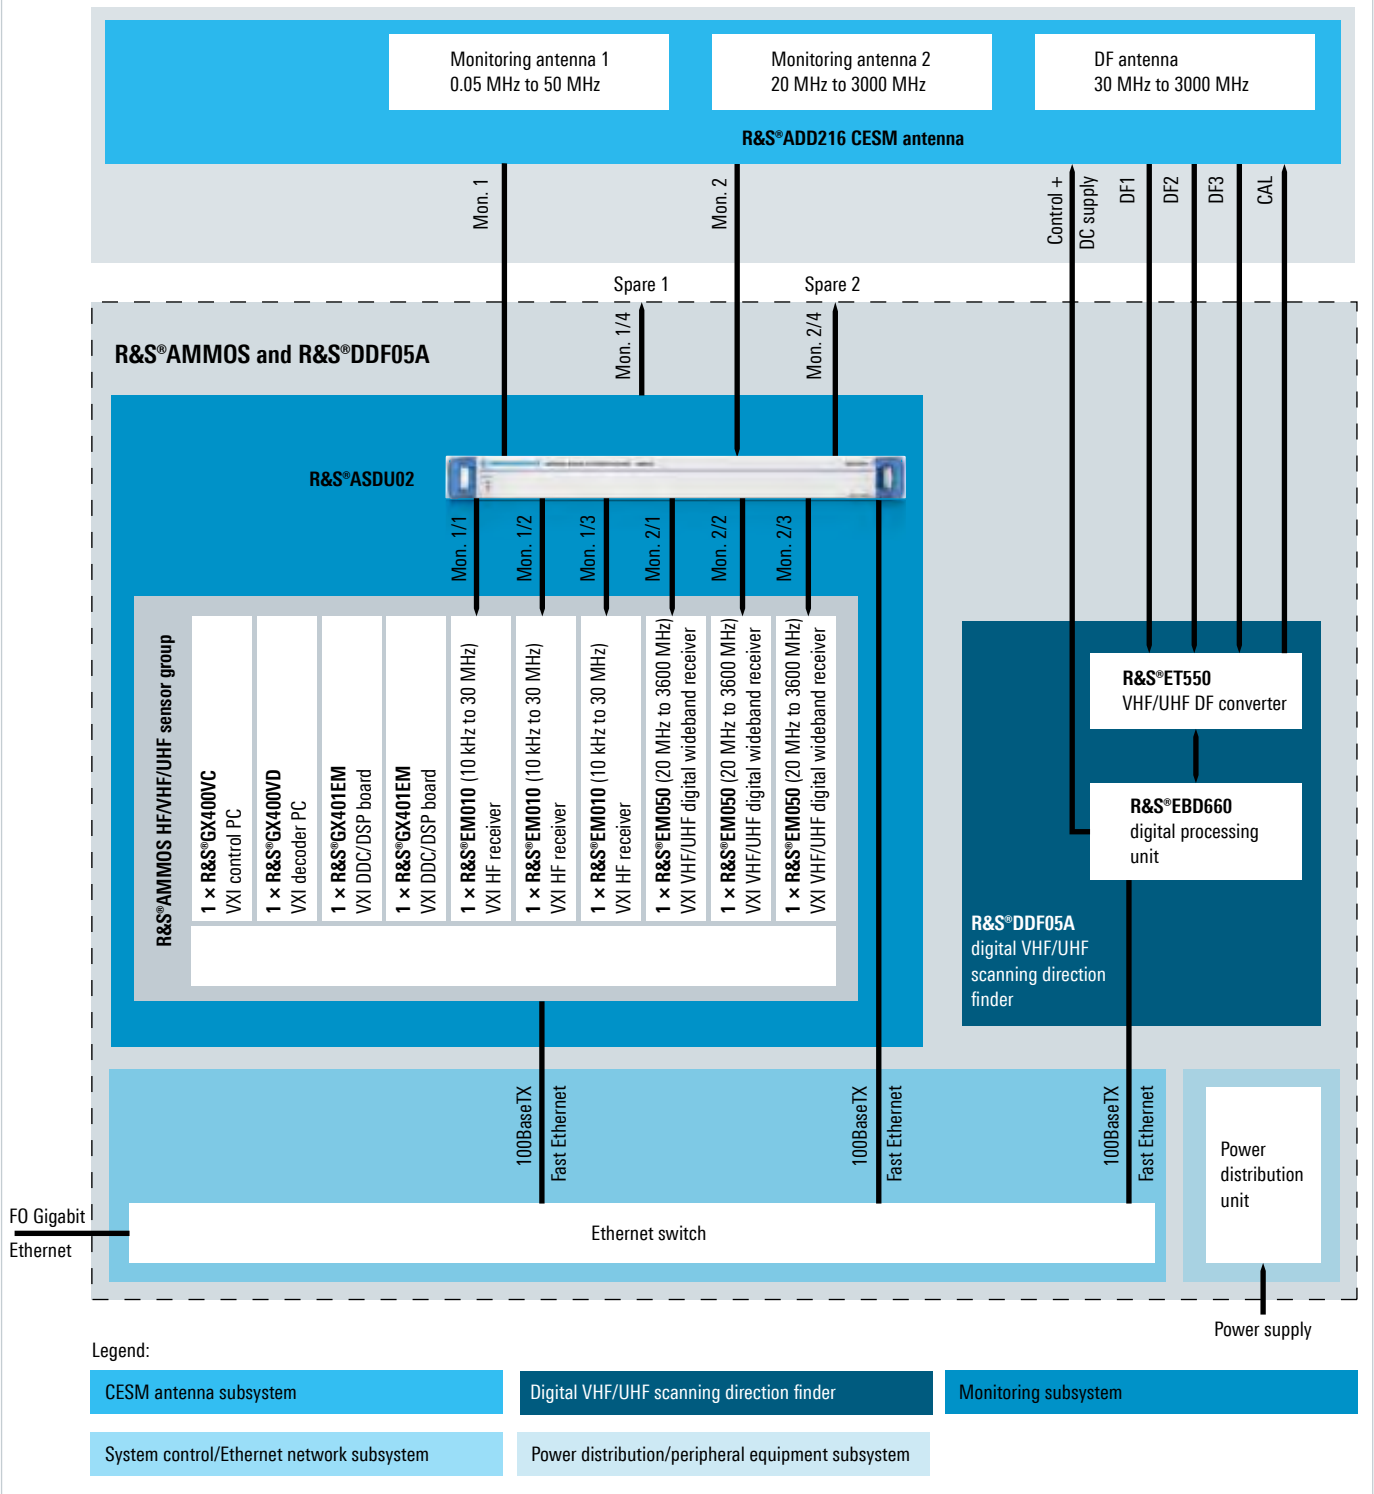 Monitoring antenna 1
0.05 MHz to 50 MHz
Monitoring antenna 2
20 MHz to 3000 MHz
DF antenna
30 MHz to 3000 MHz
R&S®ADD216 CESM antenna
Mon. 1
Mon. 2
Control +
DC supply
DF1
DF2
DF3
CAL
Spare 1
Spare 2
Mon. 1/4
Mon. 2/4
R&S®AMMOS and R&S®DDF05A
R&S®ASDU02
Mon. 1/1
Mon. 1/2
Mon. 1/3
Mon. 2/1
Mon. 2/2
Mon. 2/3
R&S®AMMOS HF/VHF/UHF sensor group
1 × R&S®GX400VC
VXI control PC
1 × R&S®GX400VD
VXI decoder PC
1 × R&S®GX401EM
VXI DDC/DSP board
1 × R&S®GX401EM
VXI DDC/DSP board
1 × R&S®EM010 (10 kHz to 30 MHz)
VXI HF receiver
1 × R&S®EM010 (10 kHz to 30 MHz)
VXI HF receiver
1 × R&S®EM010 (10 kHz to 30 MHz)
VXI HF receiver
1 × R&S®EM050 (20 MHz to 3600 MHz)
VXI VHF/UHF digital wideband receiver
1 × R&S®EM050 (20 MHz to 3600 MHz)
VXI VHF/UHF digital wideband receiver
1 × R&S®EM050 (20 MHz to 3600 MHz)
VXI VHF/UHF digital wideband receiver
R&S®ET550
VHF/UHF DF converter
R&S®EBD660
digital processing
unit
R&S®DDF05A
digital VHF/UHF
scanning direction
finder
100BaseTX
Fast Ethernet
100BaseTX
Fast Ethernet
100BaseTX
Fast Ethernet
Power
distribution
unit
FO Gigabit
Ethernet
Ethernet switch
Power supply
Legend:
CESM antenna subsystem
Digital VHF/UHF scanning direction finder
Monitoring subsystem
System control/Ethernet network subsystem
Power distribution/peripheral equipment subsystem